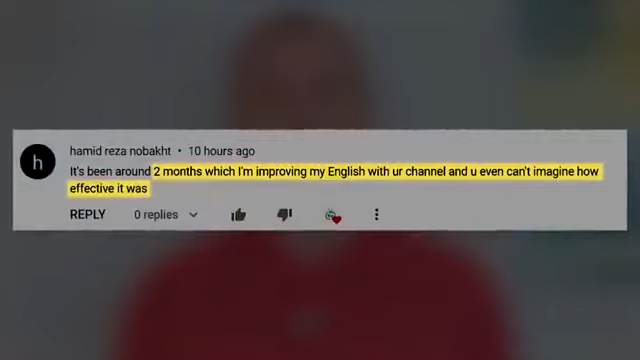 h
hamid reza nobakht • 10 hours ago
It's been around 2 months which I'm improving my English with ur channel and u even can't imagine how
effective it was
REPLY 0 replies